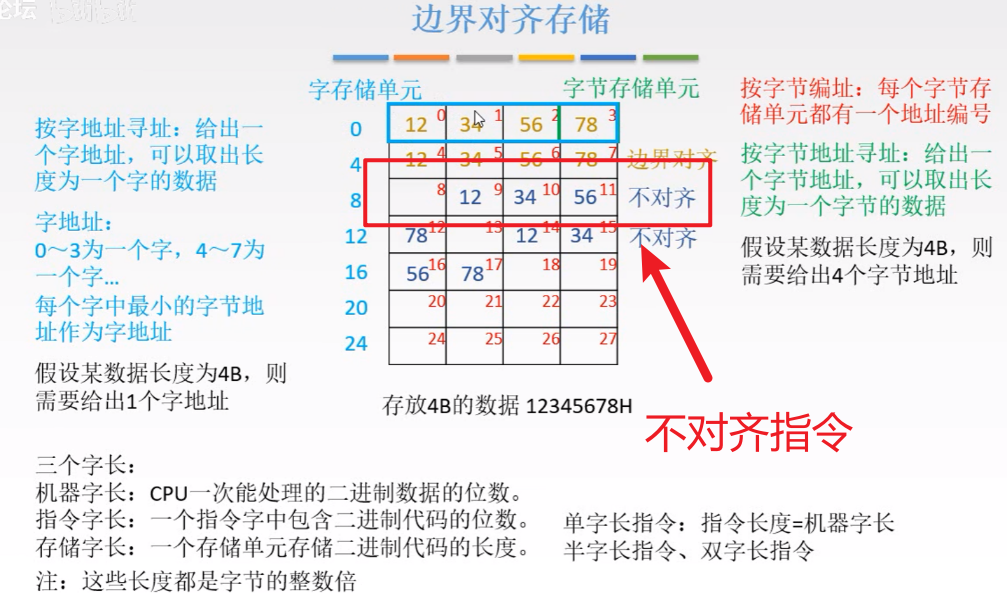 论坛
边界对齐存储
字存储单元
字节存储单元
0 12 0 34 1 56 2 78 3
4 12 4 34 5 56 6 78 7 边界对齐
8 8 12 9 34 10 56 11 不对齐
12 78 12 13 12 14 34 15 不对齐
16 56 16 78 17 18 19
20 20 21 22 23
24 24 25 26 27
存放4B的数据 12345678H
按字地址寻址：给出一
个字地址，可以取出长
度为一个字的数据
字地址：
0～3为一个字，4～7为
一个字…
每个字中最小的字节地
址作为字地址
假设某数据长度为4B，则
需要给出1个字地址
按字节编址：每个字节存
储单元都有一个地址编号
按字节地址寻址：给出一
个字节地址，可以取出长
度为一个字节的数据
假设某数据长度为4B，则
需要给出4个字节地址
不对齐指令
三个字长：
机器字长：CPU一次能处理的二进制数据的位数。
指令字长：一个指令字中包含二进制代码的位数。
存储字长：一个存储单元存储二进制代码的长度。
注：这些长度都是字节的整数倍
单字长指令：指令长度=机器字长
半字长指令、双字长指令